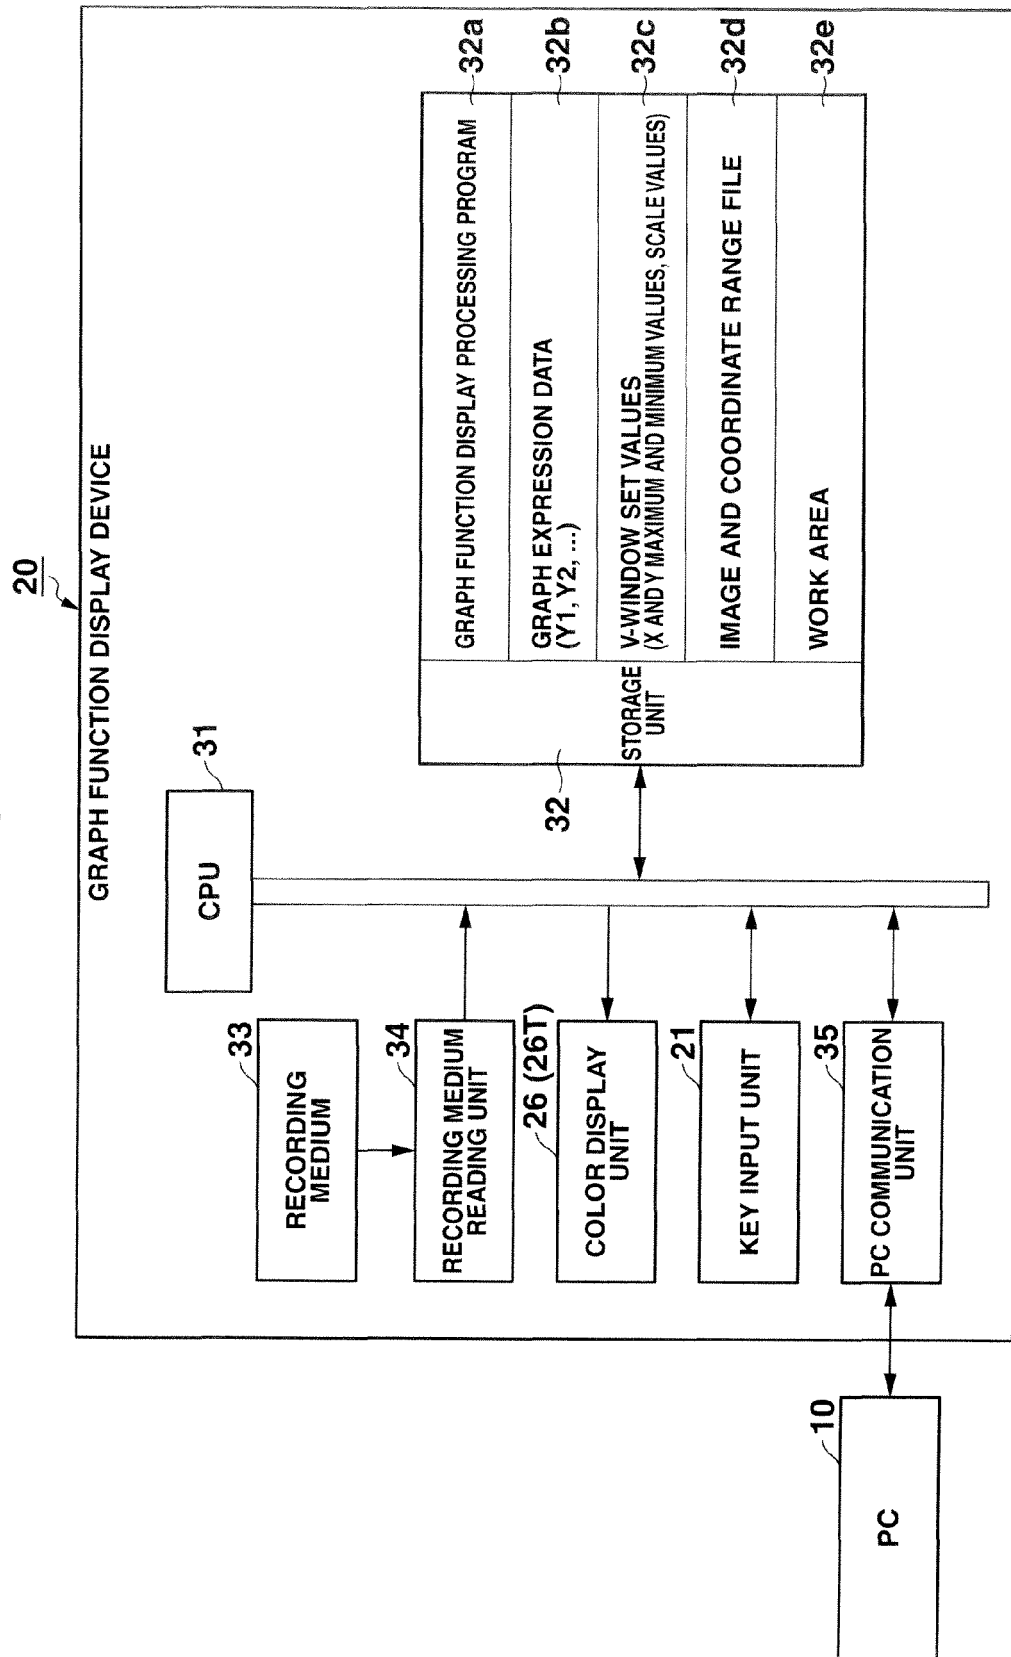 20
GRAPH FUNCTION DISPLAY DEVICE
31
CPU
33
RECORDING
MEDIUM
34
RECORDING MEDIUM
READING UNIT
26 (26T)
COLOR DISPLAY
UNIT
21
KEY INPUT UNIT
35
PC COMMUNICATION
UNIT
10
PC
32
STORAGE
UNIT
GRAPH FUNCTION DISPLAY PROCESSING PROGRAM
32a
GRAPH EXPRESSION DATA
(Y1, Y2, ...)
32b
V-WINDOW SET VALUES
(X AND Y MAXIMUM AND MINIMUM VALUES, SCALE VALUES)
32c
IMAGE AND COORDINATE RANGE FILE
32d
WORK AREA
32e